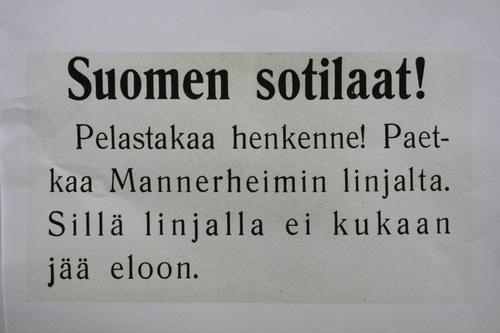 Suomen sotilaat!
Pelastakaa henkenne! Paet-
kaa Mannerheimin linjalta.
Sillä linjalla ei kukaan
jää eloon.